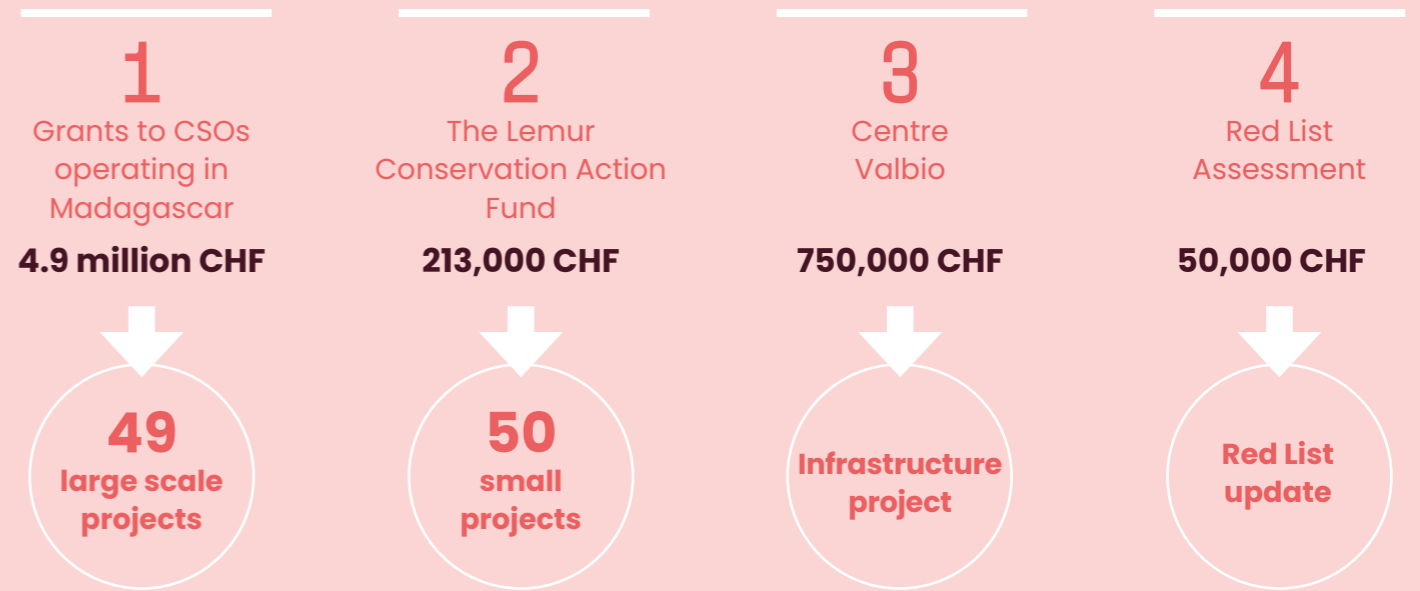 1
Grants to CSOs
operating in
Madagascar
4.9 million CHF
49
large scale
projects
2
The Lemur
Conservation Action
Fund
213,000 CHF
50
small
projects
3
Centre
Valbio
750,000 CHF
Infrastructure
project
4
Red List
Assessment
50,000 CHF
Red List
update